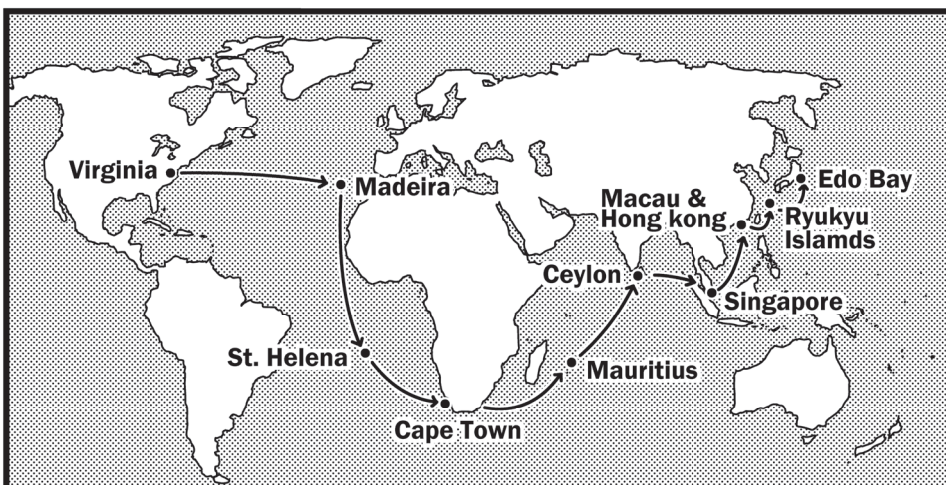 Virginia
Madeira
St. Helena
Cape Town
Mauritius
Ceylon
Singapore
Macau &
Hong kong
Ryukyu
Islamds
Edo Bay